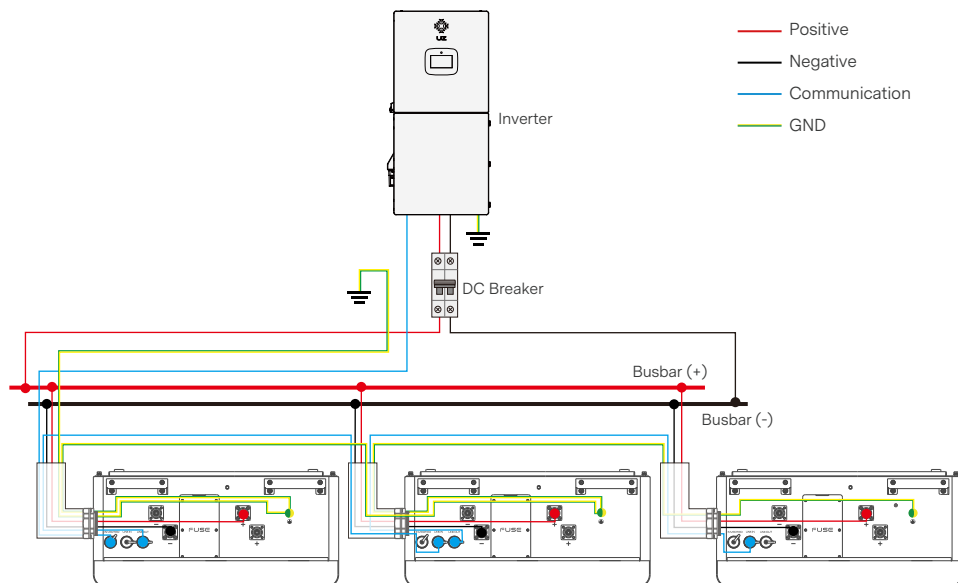 Positive
Negative
Communication
GND
Inverter
DC Breaker
Busbar (+)
Busbar (-)
FUSE
FUSE
FUSE